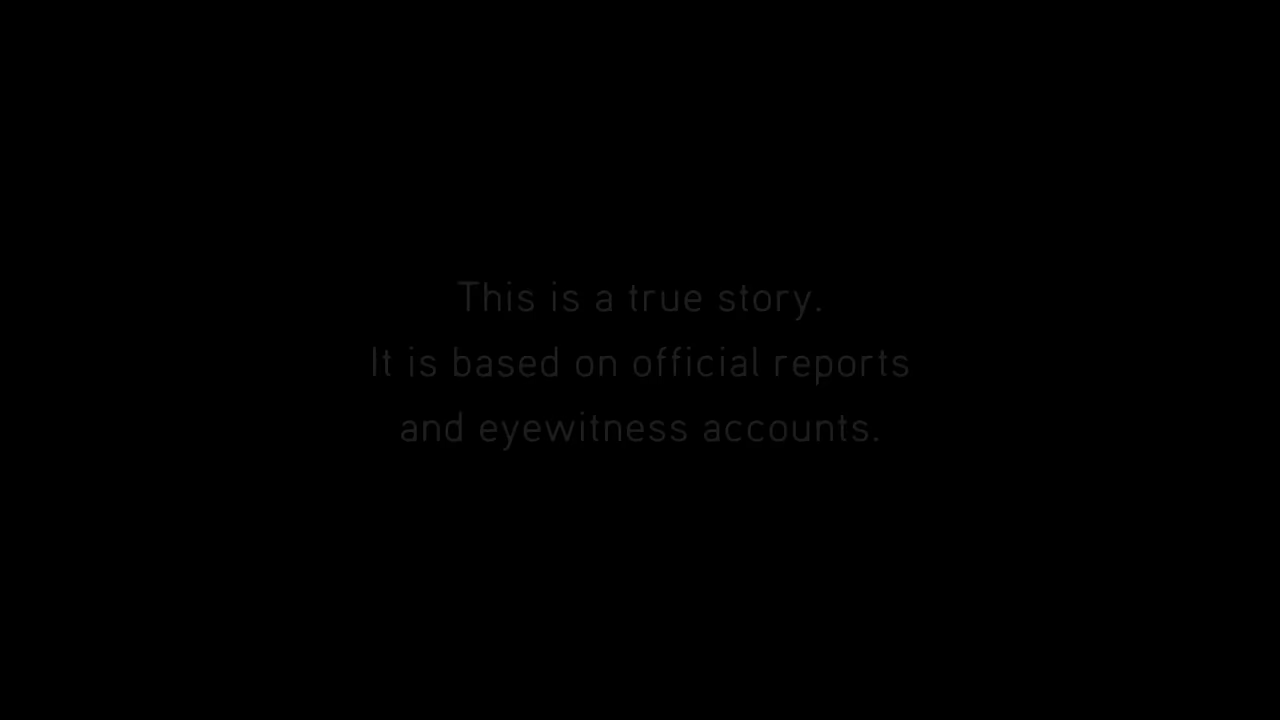 This is a true story.
It is based on official reports
and eyewitness accounts.